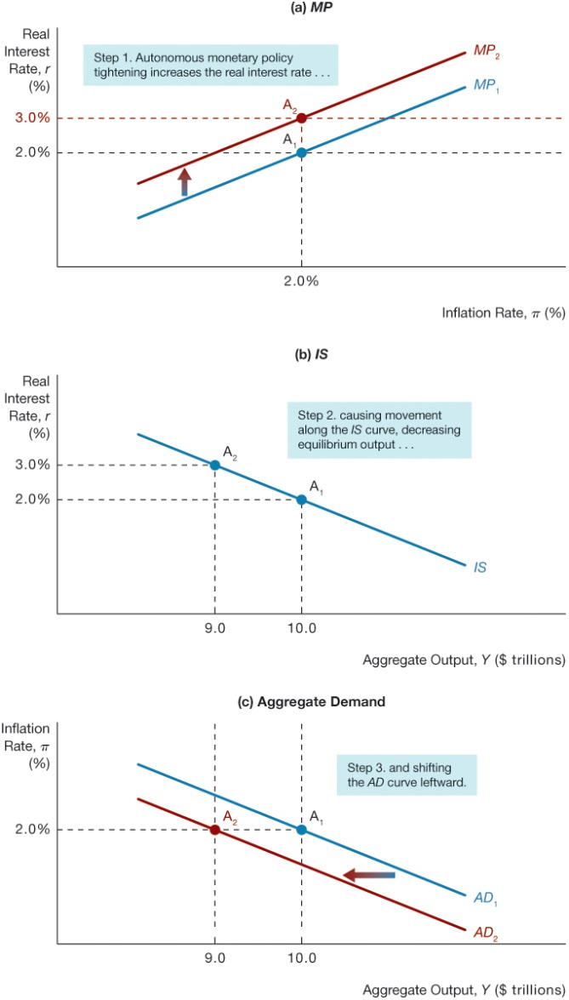 (a) MP
Real
Interest
Rate, r
(%)
Step 1. Autonomous monetary policy
tightening increases the real interest rate . . .
MP2
MP1
A2
3.0%
A1
2.0%
2.0%
Inflation Rate, π (%)
(b) IS
Real
Interest
Rate, r
(%)
Step 2. causing movement
along the IS curve, decreasing
equilibrium output . . .
A2
3.0%
A1
2.0%
IS
9.0 10.0
Aggregate Output, Y ($ trillions)
(c) Aggregate Demand
Inflation
Rate, π
(%)
Step 3. and shifting
the AD curve leftward.
A2 A1
2.0%
AD1
AD2
9.0 10.0
Aggregate Output, Y ($ trillions)